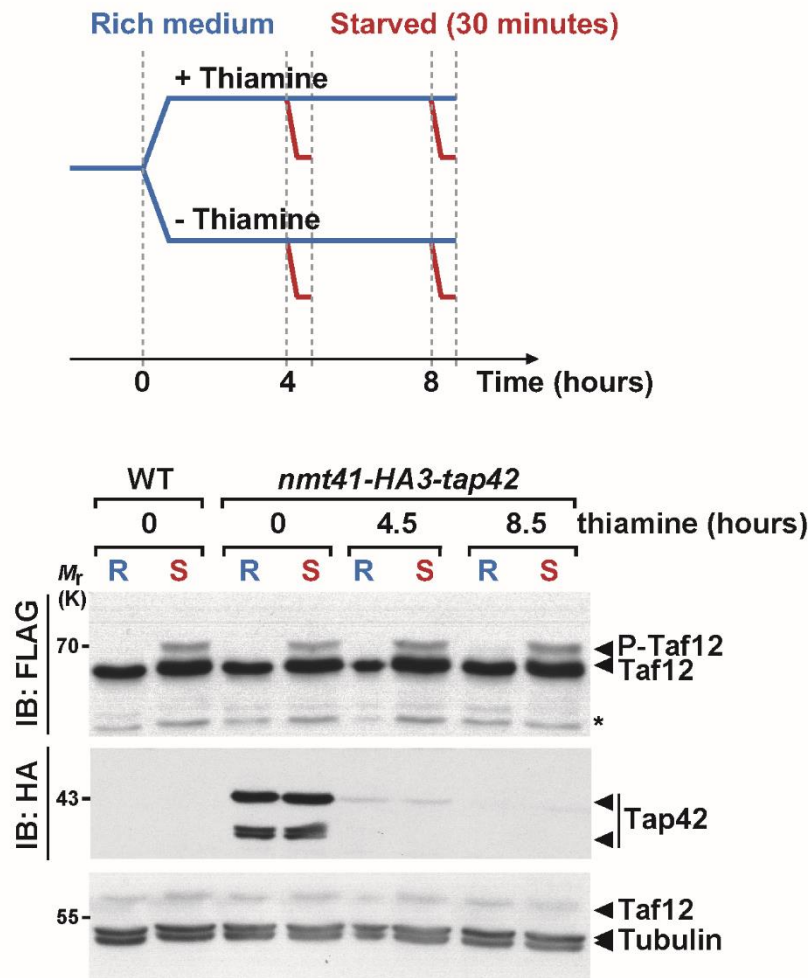 Rich medium Starved (30 minutes)
+ Thiamine
- Thiamine
0 4 8 Time (hours)
WT nmt41-HA3-tap42
0 0 4.5 8.5 thiamine (hours)
Mr R S R S R S R S
(K)
IB: FLAG
70
P-Taf12
Taf12
*
IB: HA
43
Tap42
55
Taf12
Tubulin